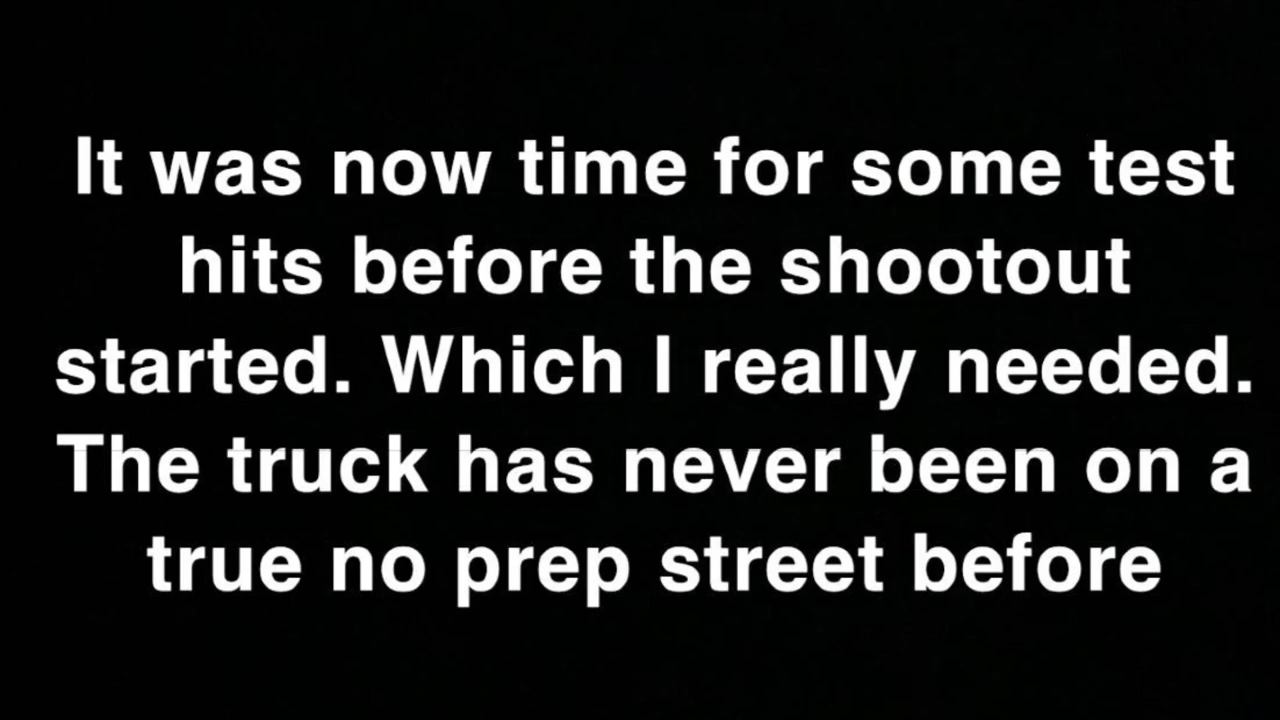 It was now time for some test
hits before the shootout
started. Which I really needed.
The truck has never been on a
true no prep street before